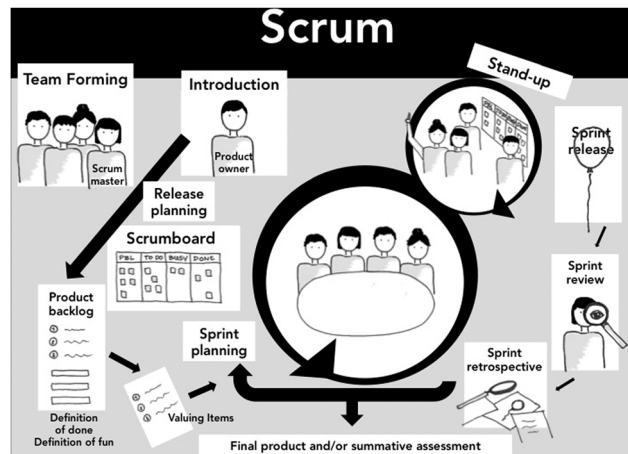 Scrum
Team Forming
Scrum
master
Introduction
Product
owner
Stand-up
Sprint
release
Release
planning
Scrumboard
PBL TO DO BUSY DONE
Product
backlog
Sprint
planning
Sprint
review
Sprint
retrospective
Definition
of done
Definition of fun
Valuing Items
Final product and/or summative assessment